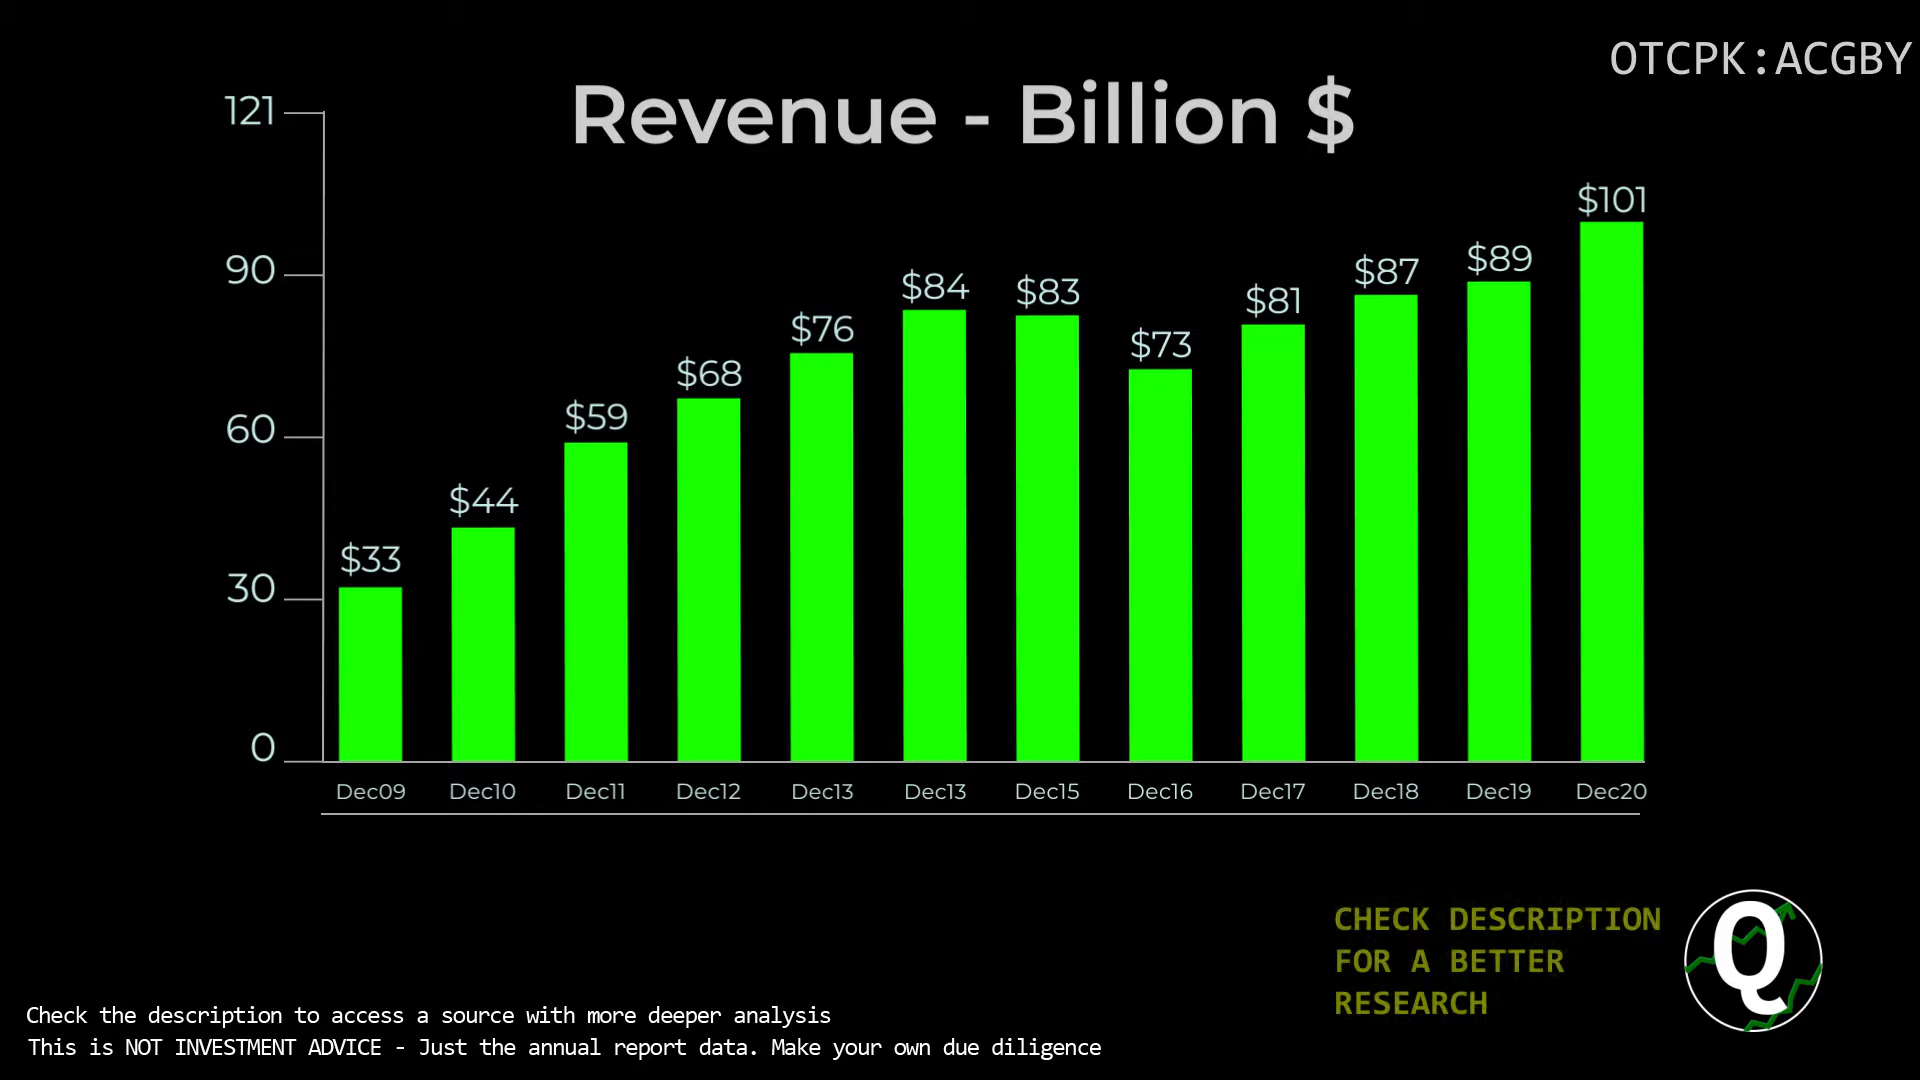 OTCPK:ACGBY
Revenue - Billion $
121
90
60
30
0
$33
$44
$59
$68
$76
$84
$83
$73
$81
$87
$89
$101
Dec09 Dec10 Dec11 Dec12 Dec13 Dec13 Dec15 Dec16 Dec17 Dec18 Dec19 Dec20
CHECK DESCRIPTION
FOR A BETTER
RESEARCH
Q
Check the description to access a source with more deeper analysis
This is NOT INVESTMENT ADVICE - Just the annual report data. Make your own due diligence